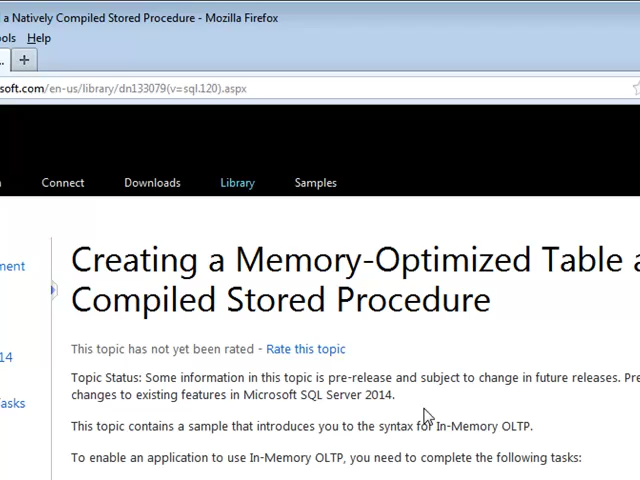 a Natively Compiled Stored Procedure - Mozilla Firefox
ols Help
soft.com/en-us/library/dn133079(v=sql.120).aspx
Connect Downloads Library Samples
Creating a Memory-Optimized Table a
Compiled Stored Procedure
ment
This topic has not yet been rated - Rate this topic
14
Topic Status: Some information in this topic is pre-release and subject to change in future releases. Pre
changes to existing features in Microsoft SQL Server 2014.
Tasks
This topic contains a sample that introduces you to the syntax for In-Memory OLTP.
To enable an application to use In-Memory OLTP, you need to complete the following tasks: